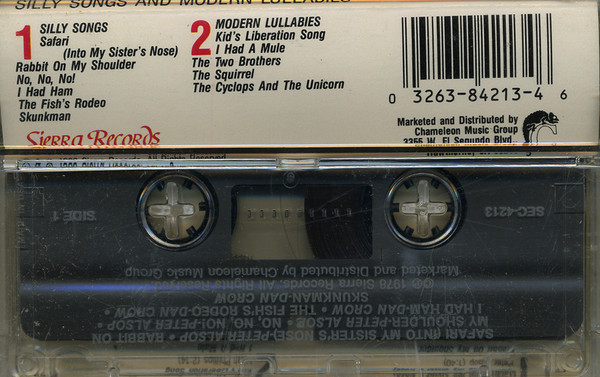 SILLY SONGS AND MODERN LULLABIES
1
SILLY SONGS
Safari
(Into My Sister's Nose)
Rabbit On My Shoulder
No, No, No!
I Had Ham
The Fish's Rodeo
Skunkman
2
MODERN LULLABIES
Kid's Liberation Song
I Had A Mule
The Two Brothers
The Squirrel
The Cyclops And The Unicorn
Sierra Records
0 3263-84213-4 6
Marketed and Distributed by
Chameleon Music Group
3355 W. El Segundo Blvd
SIDE 1
SEC-4213
SAFARI (INTO MY SISTER'S NOSE)-PETER ALSOP • RABBIT ON
MY SHOULDER-PETER ALSOP • NO, NO, NO!-PETER ALSOP •
I HAD HAM-DAN CROW • THE FISH'S RODEO-DAN CROW •
SKUNKMAN-DAN CROW
1978 Sierra Records. All Rights Reserved.
Marketed and Distributed by Chameleon Music Group